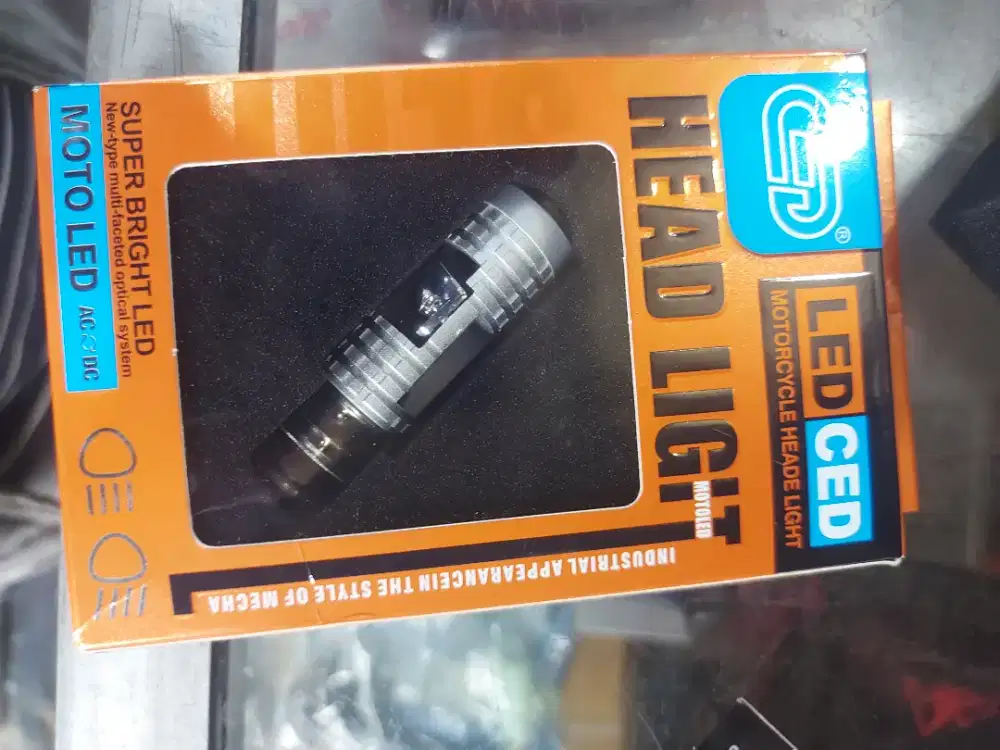 ®
LED CED
MOTORCYCLE HEADE LIGHT
HEAD LIGHT
MOTOLED
INDUSTRIAL APPEARANCEIN THE STYLE OF MECHA
SUPER BRIGHT LED
New-type multi-faceted optical system
MOTO LED AC DC